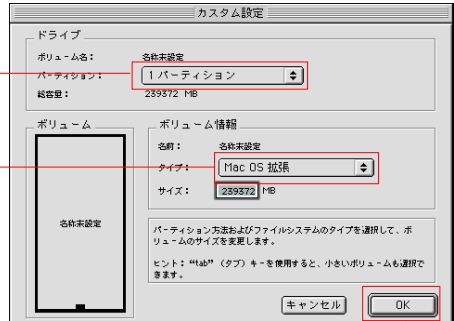 カスタム設定
ドライブ
ボリューム名： 名称未設定
パーティション： 1 パーティション
総容量： 239372 MB
ボリューム
名称未設定
ボリューム情報
名前： 名称未設定
タイプ： Mac OS 拡張
サイズ： 239372 MB
パーティション方法およびファイルシステムのタイプを選択して、ボ
リュームのサイズを変更します。
ヒント：“tab”（タブ）キーを使用すると、小さいボリュームも選択で
きます。
キャンセル OK